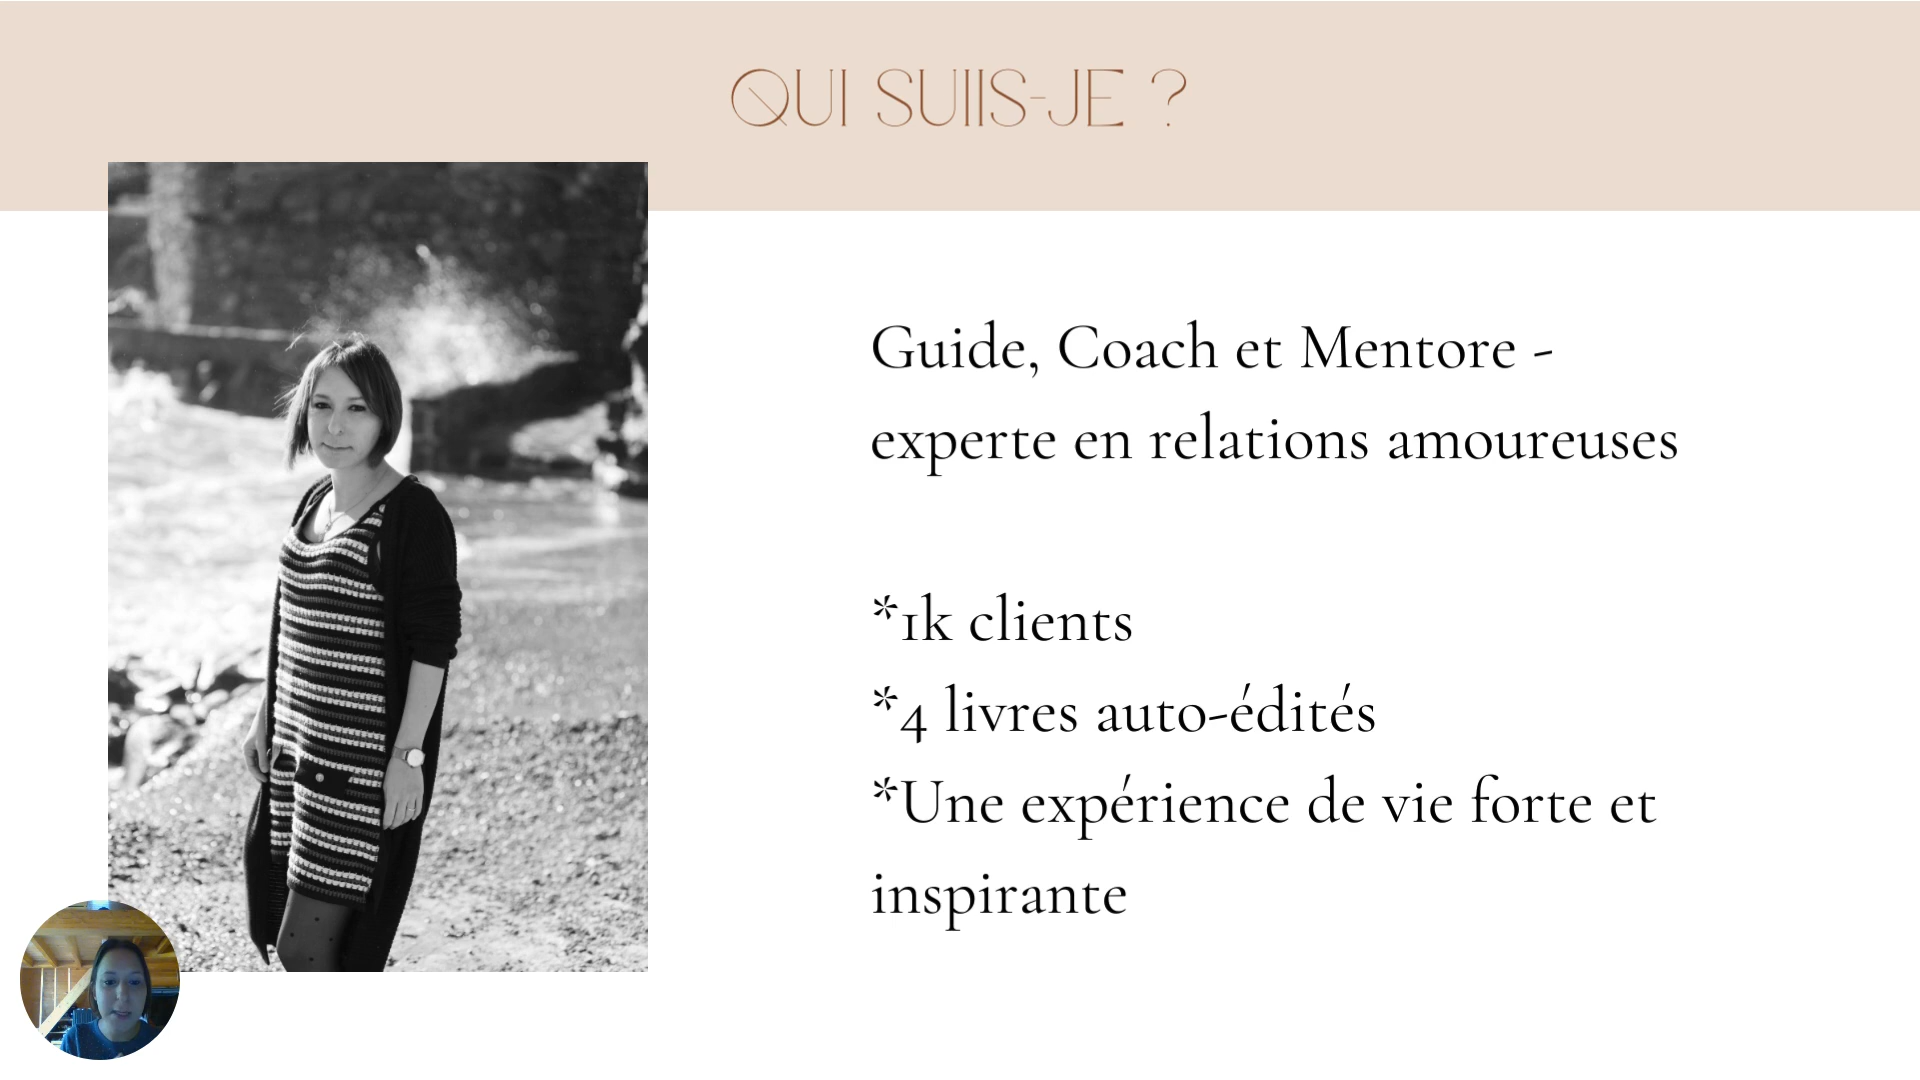 QUI SUIIS-JE ?
Guide, Coach et Mentore -
experte en relations amoureuses
*1k clients
*4 livres auto-édités
*Une expérience de vie forte et
inspirante